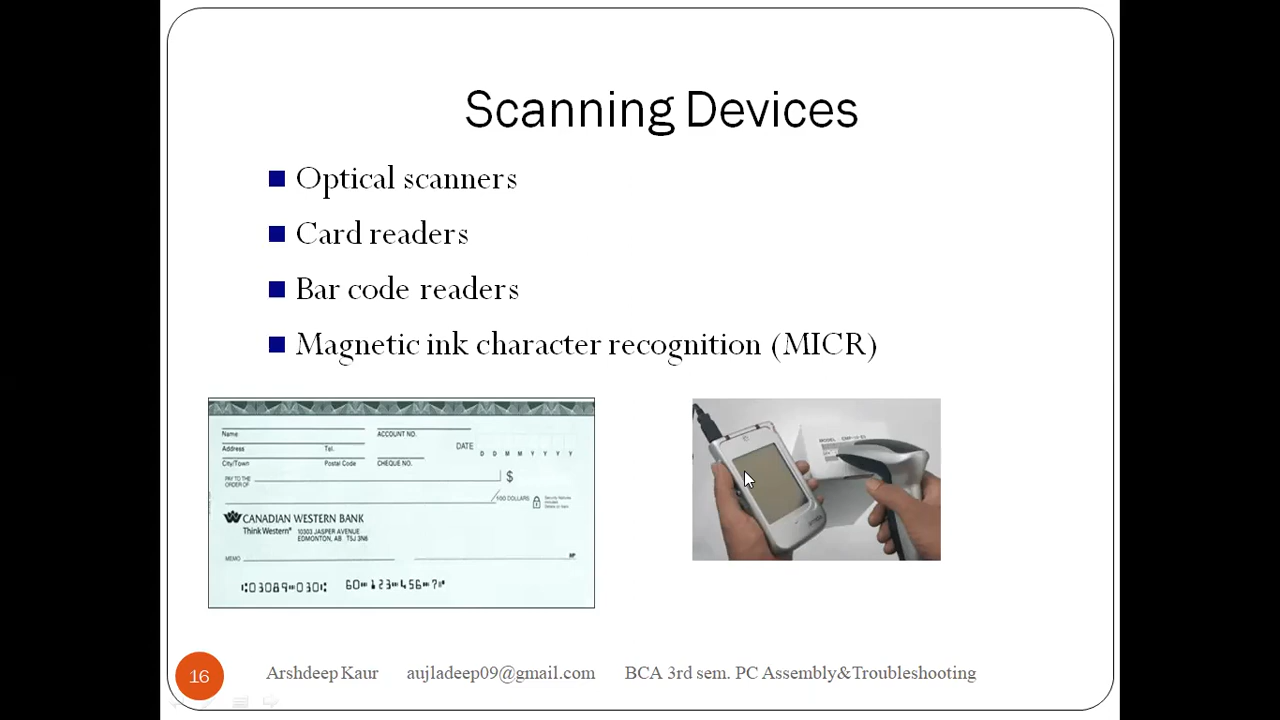 Scanning Devices
Optical scanners
Card readers
Bar code readers
Magnetic ink character recognition (MICR)
Name
ACCOUNT NO.
DATE
Address
Tel.
D D M M Y Y Y Y
City/Town
Postal Code
CHEQUE NO.
PAY TO THE
ORDER OF
$
/100 DOLLARS
CANADIAN WESTERN BANK
Think Western
10303 JASPER AVENUE
EDMONTON, AB T5J 3N6
MEMO
MP
MODEL
16 Arshdeep Kaur aujladeep09@gmail.com BCA 3rd sem. PC Assembly&Troubleshooting